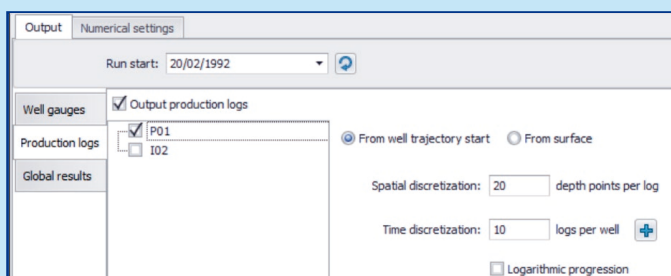 Output Numerical settings
Run start: 20/02/1992
Well gauges
Production logs
Global results
Output production logs
P01
I02
From well trajectory start From surface
Spatial discretization: 20 depth points per log
Time discretization: 10 logs per well
Logarithmic progression